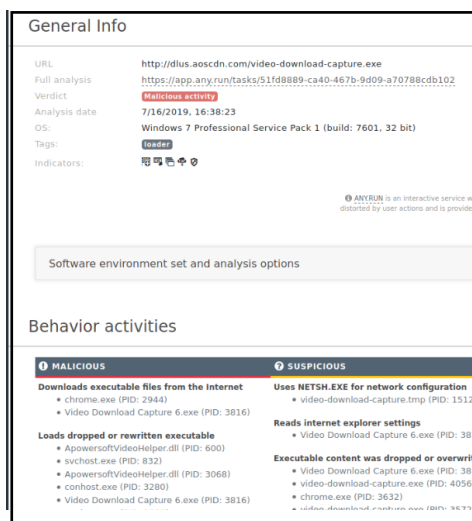 General Info
URL http://dlus.aoscdn.com/video-download-capture.exe
Full analysis https://app.any.run/tasks/51fd8889-ca40-467b-9d09-a70788cdb102
Verdict Malicious activity
Analysis date 7/16/2019, 16:38:23
OS: Windows 7 Professional Service Pack 1 (build: 7601, 32 bit)
Tags: loader
Indicators:
ANY.RUN is an interactive service w
distorted by user actions and is provide
Software environment set and analysis options
Behavior activities
MALICIOUS
Downloads executable files from the Internet
chrome.exe (PID: 2944)
Video Download Capture 6.exe (PID: 3816)
Loads dropped or rewritten executable
ApowersoftVideoHelper.dll (PID: 600)
svchost.exe (PID: 832)
ApowersoftVideoHelper.dll (PID: 3068)
conhost.exe (PID: 3280)
Video Download Capture 6.exe (PID: 3816)
SUSPICIOUS
Uses NETSH.EXE for network configuration
video-download-capture.tmp (PID: 1512
Reads internet explorer settings
Video Download Capture 6.exe (PID: 38
Executable content was dropped or overwrit
Video Download Capture 6.exe (PID: 38
video-download-capture.exe (PID: 4056
chrome.exe (PID: 3632)
video-download-capture.exe (PID: 3572